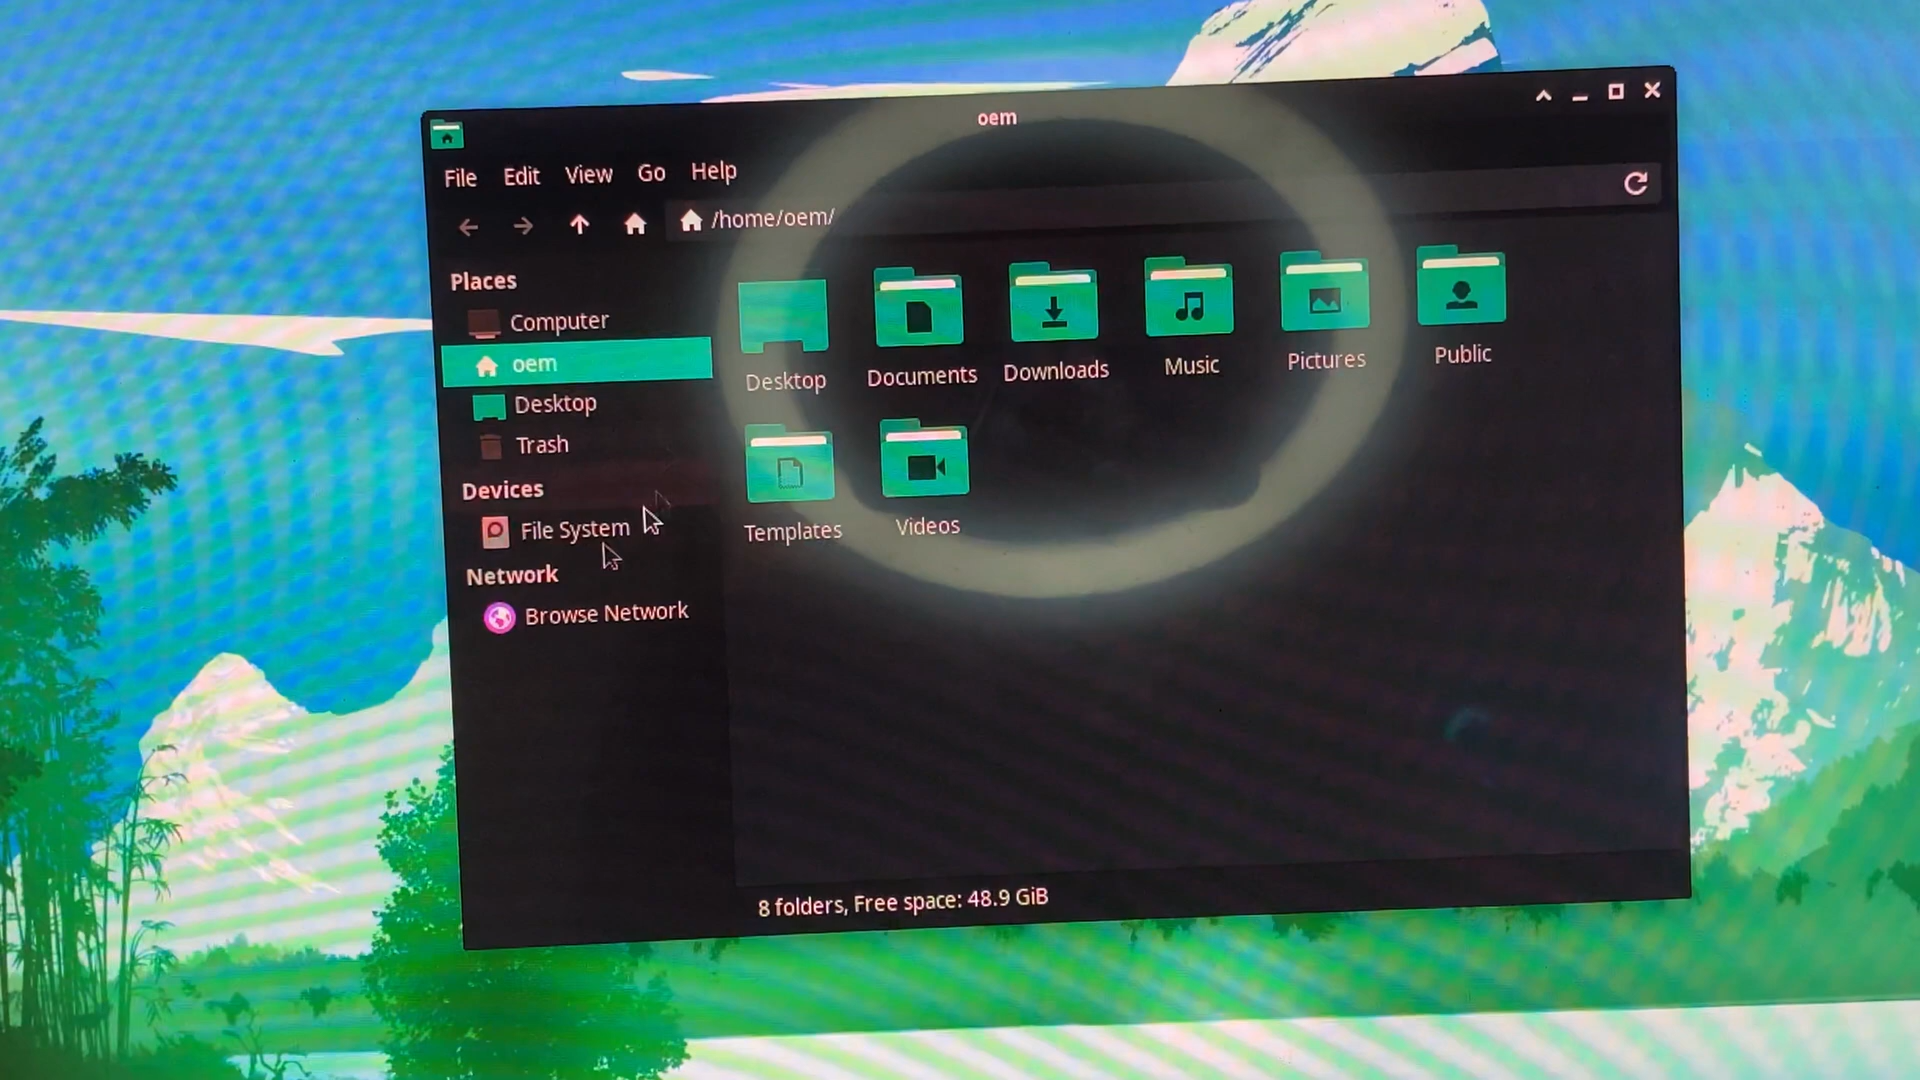 oem
File Edit View Go Help
/home/oem/
Places
Computer
oem
Desktop
Trash
Devices
File System
Network
Browse Network
Desktop Documents Downloads Music Pictures Public
Templates Videos
8 folders, Free space: 48.9 GiB